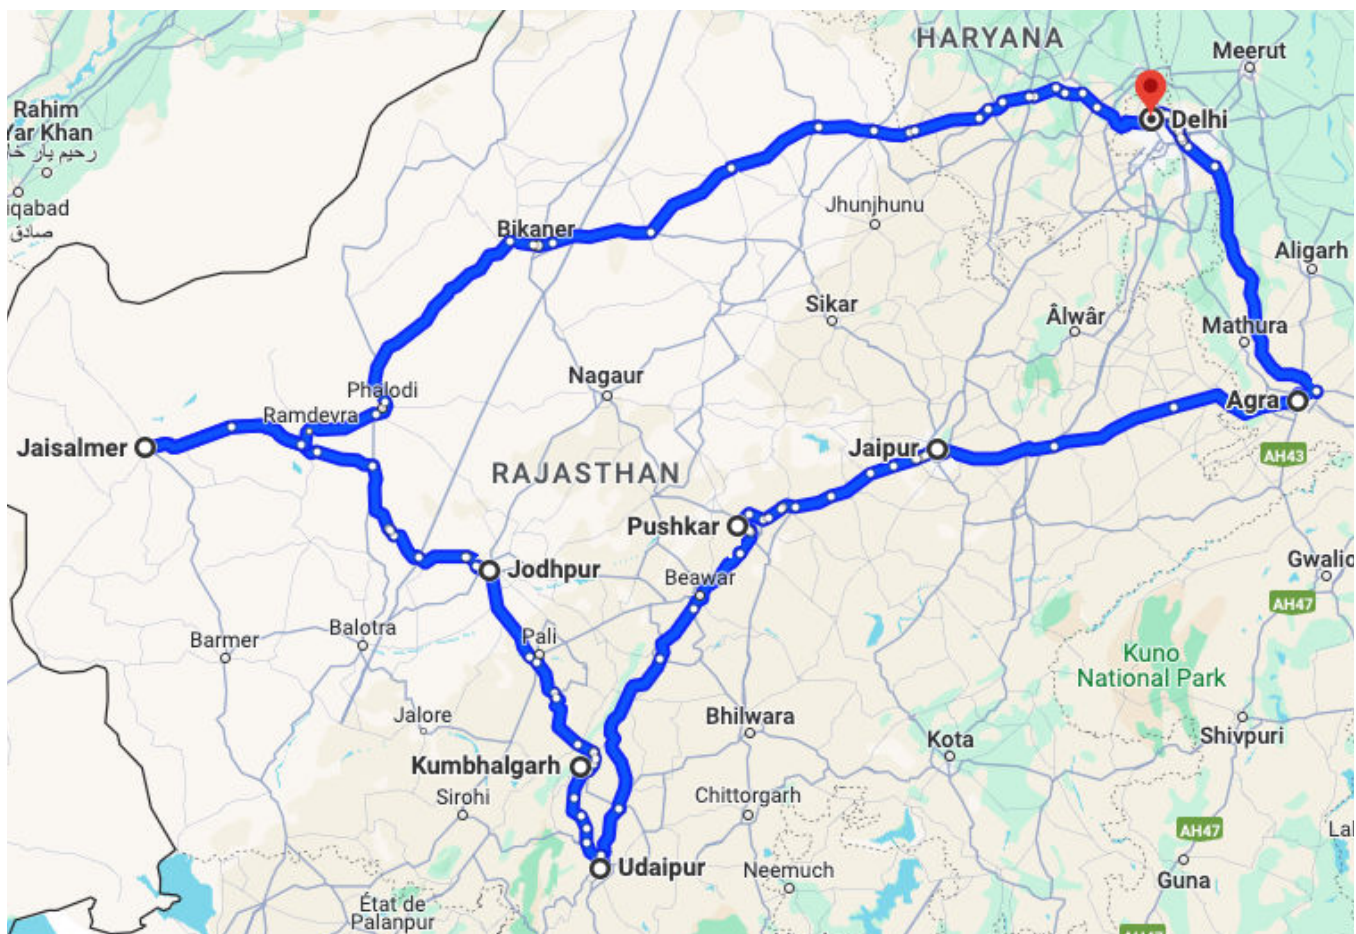 HARYANA
Meerut
Rahim
Yar Khan
رحیم یار خا
Delhi
iqabad
صادق
Jhunjhunu
Bikaner
Aligarh
Sikar
Âlwâr
Mathura
Nagaur
Phalodi
Ramdevra
Agra
Jaisalmer
Jaipur
AH43
RAJASTHAN
Pushkar
Gwalio
Jodhpur
Beawar
AH47
Barmer
Balotra
Pali
Kuno
National Park
Jalore
Bhilwara
Kota
Shivpuri
Kumbhalgarh
Sirohi
Chittorgarh
AH47
Lal
Udaipur
Neemuch
Guna
État de
Palanpur
AH47